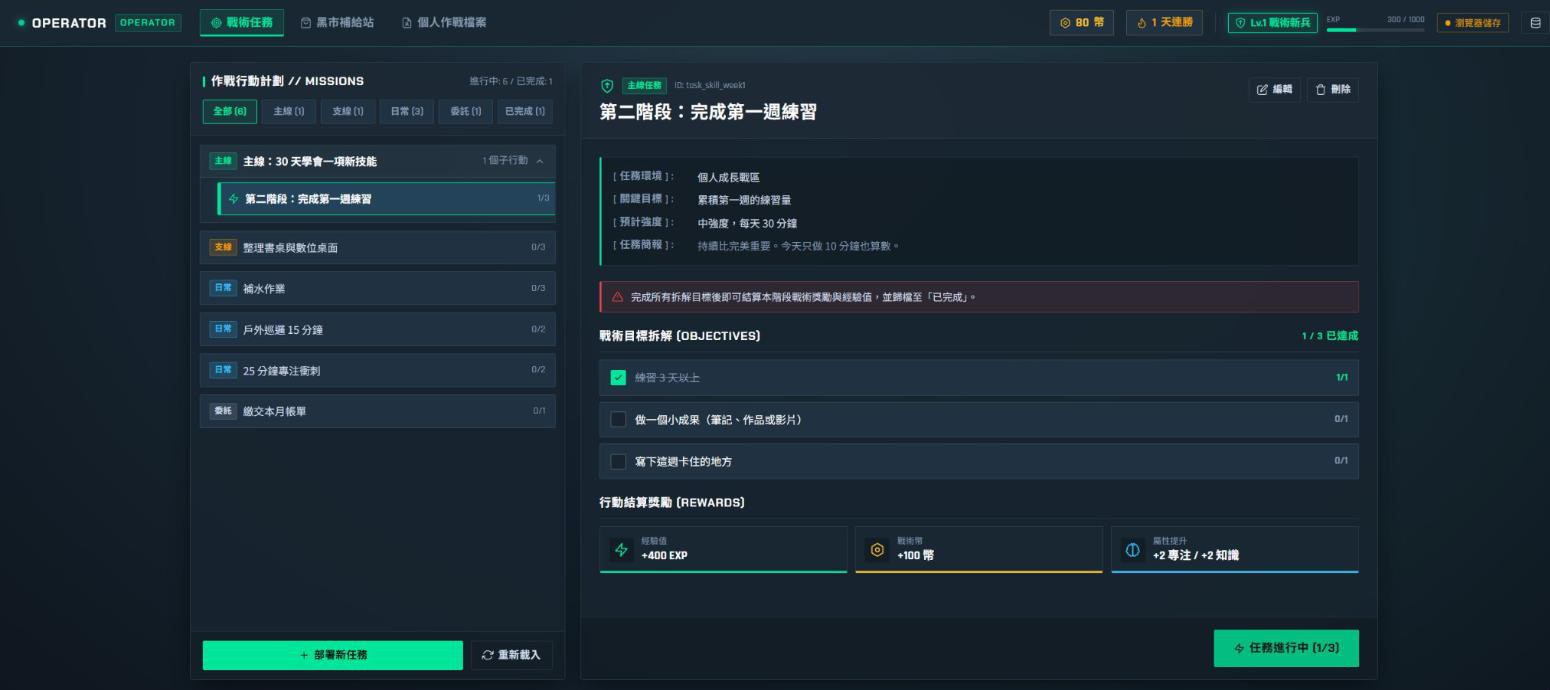 OPERATOR OPERATOR 戰術任務 黑市補給站 個人作戰檔案 80 幣 1 天連勝 Lv.1 戰術新兵 EXP 300 / 1000 瀏覽器儲存
作戰行動計劃 // MISSIONS 進行中: 6 / 已完成: 1
全部 (6) 主線 (1) 支線 (1) 日常 (3) 委託 (1) 已完成 (1)
主線 主線：30 天學會一項新技能 1 個子行動
第二階段：完成第一週練習 1/3
支線 整理書桌與數位桌面 0/3
日常 補水作業 0/3
日常 戶外巡邏 15 分鐘 0/2
日常 25 分鐘專注衝刺 0/2
委託 繳交本月帳單 0/1
+ 部署新任務 重新載入
主線任務 ID: task_skill_week1
第二階段：完成第一週練習
編輯 刪除
[ 任務環境 ]： 個人成長戰區
[ 關鍵目標 ]： 累積第一週的練習量
[ 預計強度 ]： 中強度，每天 30 分鐘
[ 任務簡報 ]： 持續比完美重要。今天只做 10 分鐘也算數。
完成所有拆解目標後即可結算本階段戰術獎勵與經驗值，並歸檔至「已完成」。
戰術目標拆解 (OBJECTIVES) 1 / 3 已達成
練習 3 天以上 1/1
做一個小成果（筆記、作品或影片） 0/1
寫下這週卡住的地方 0/1
行動結算獎勵 (REWARDS)
經驗值
+400 EXP
戰術幣
+100 幣
屬性提升
+2 專注 / +2 知識
任務進行中 (1/3)